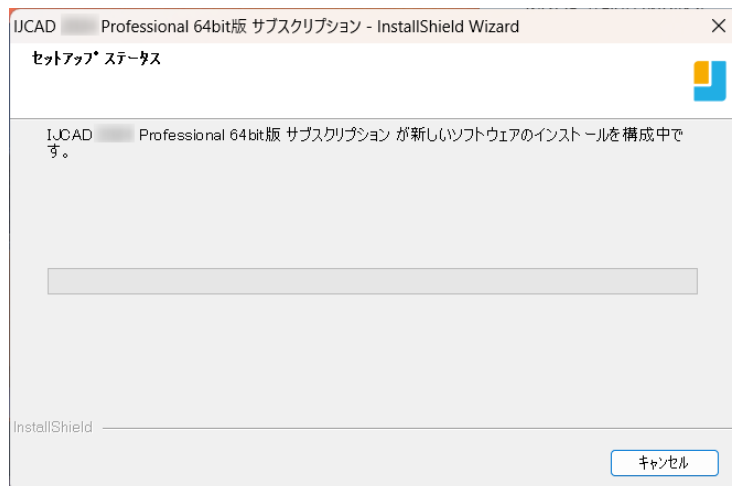 IJCAD Professional 64bit版 サブスクリプション - InstallShield Wizard
セットアップ ステータス
IJCAD Professional 64bit版 サブスクリプション が新しいソフトウェアのインストールを構成中で
す。
InstallShield
キャンセル